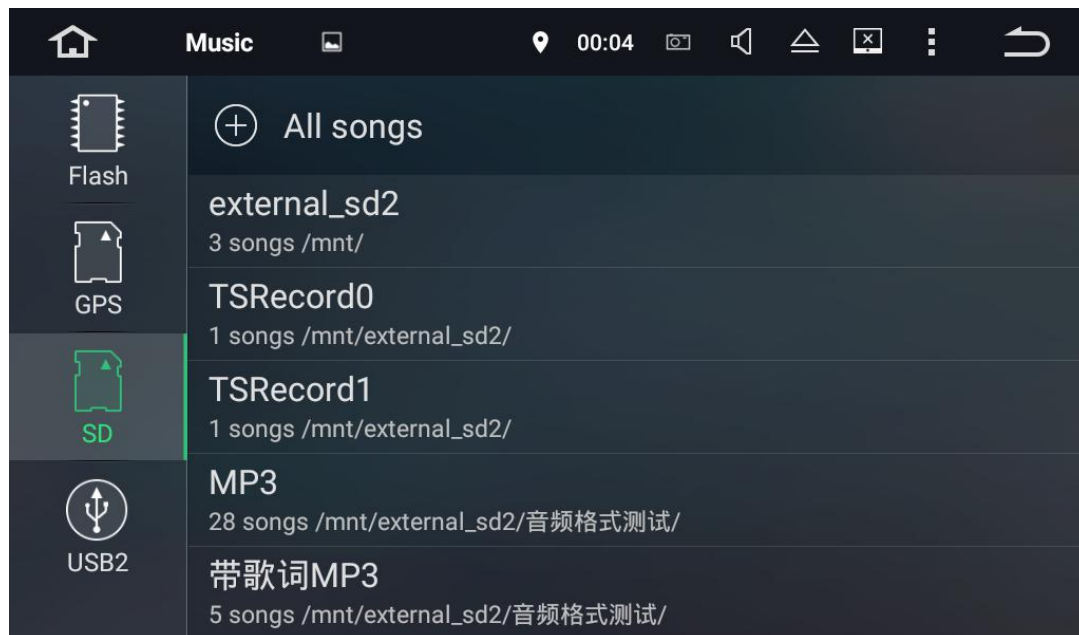 Music 00:04
Flash
GPS
SD
USB2
All songs
external_sd2
3 songs /mnt/
TSRecord0
1 songs /mnt/external_sd2/
TSRecord1
1 songs /mnt/external_sd2/
MP3
28 songs /mnt/external_sd2/音频格式测试/
带歌词MP3
5 songs /mnt/external_sd2/音频格式测试/